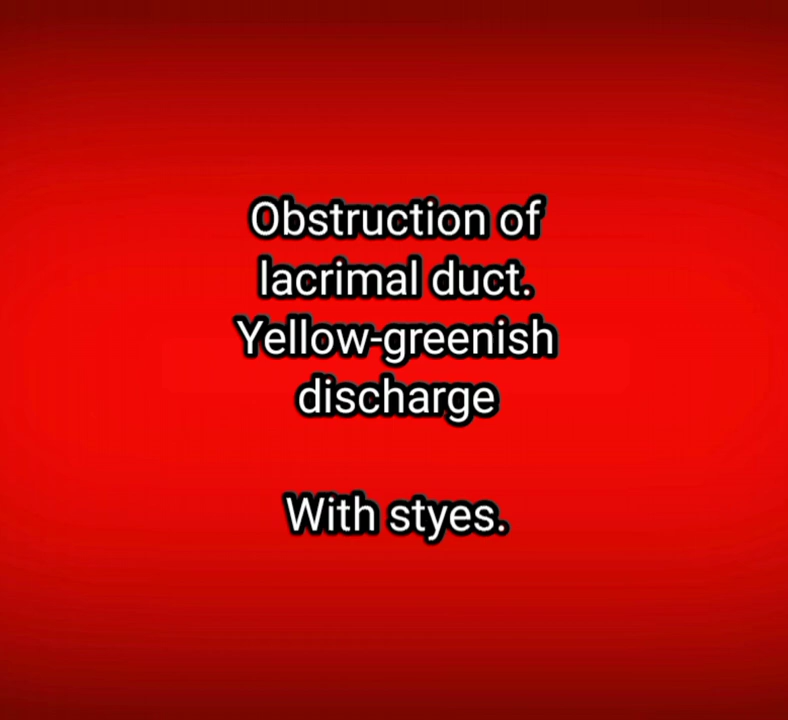 Obstruction of
lacrimal duct.
Yellow-greenish
discharge
With styes.